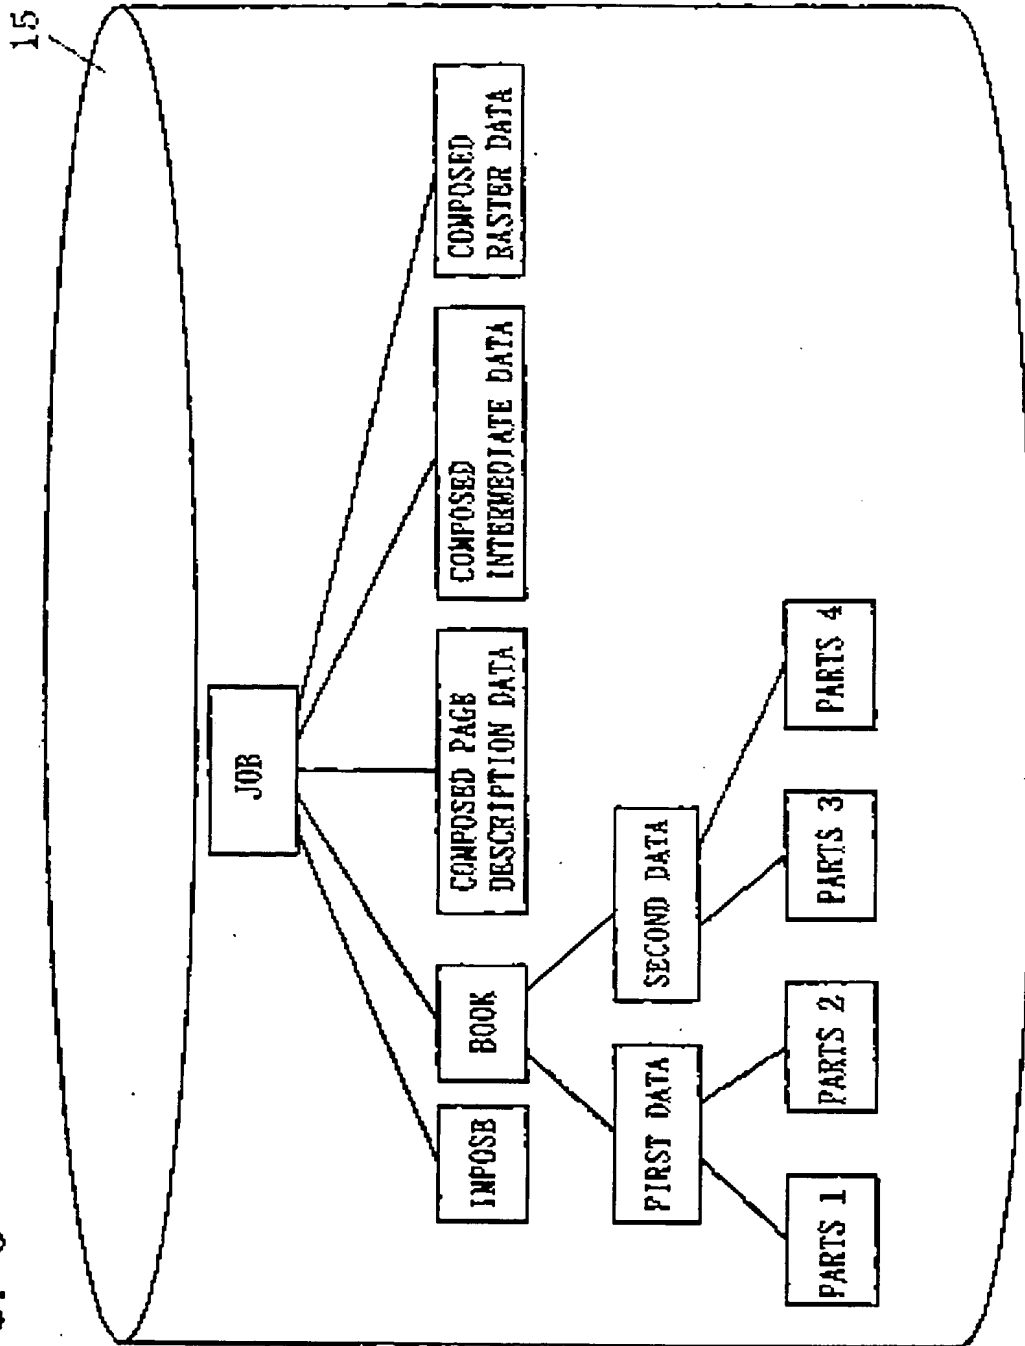 15
JOB
IMPOSE
BOOK
COMPOSED PAGE
DESCRIPTION DATA
COMPOSED
INTERMEDIATE DATA
COMPOSED
RASTER DATA
FIRST DATA
SECOND DATA
PARTS 1
PARTS 2
PARTS 3
PARTS 4